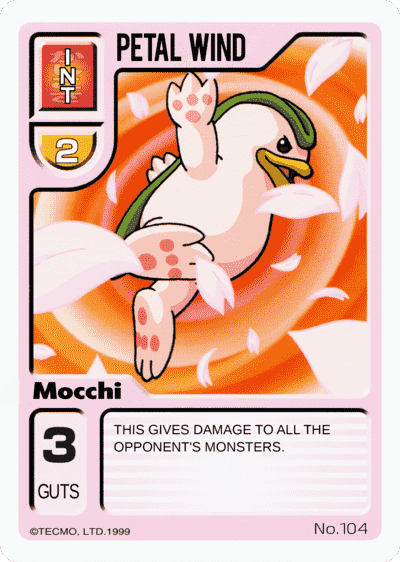 INT
PETAL WIND
2
Mocchi
3
GUTS
THIS GIVES DAMAGE TO ALL THE
OPPONENT'S MONSTERS.
©TECMO, LTD.1999
No.104